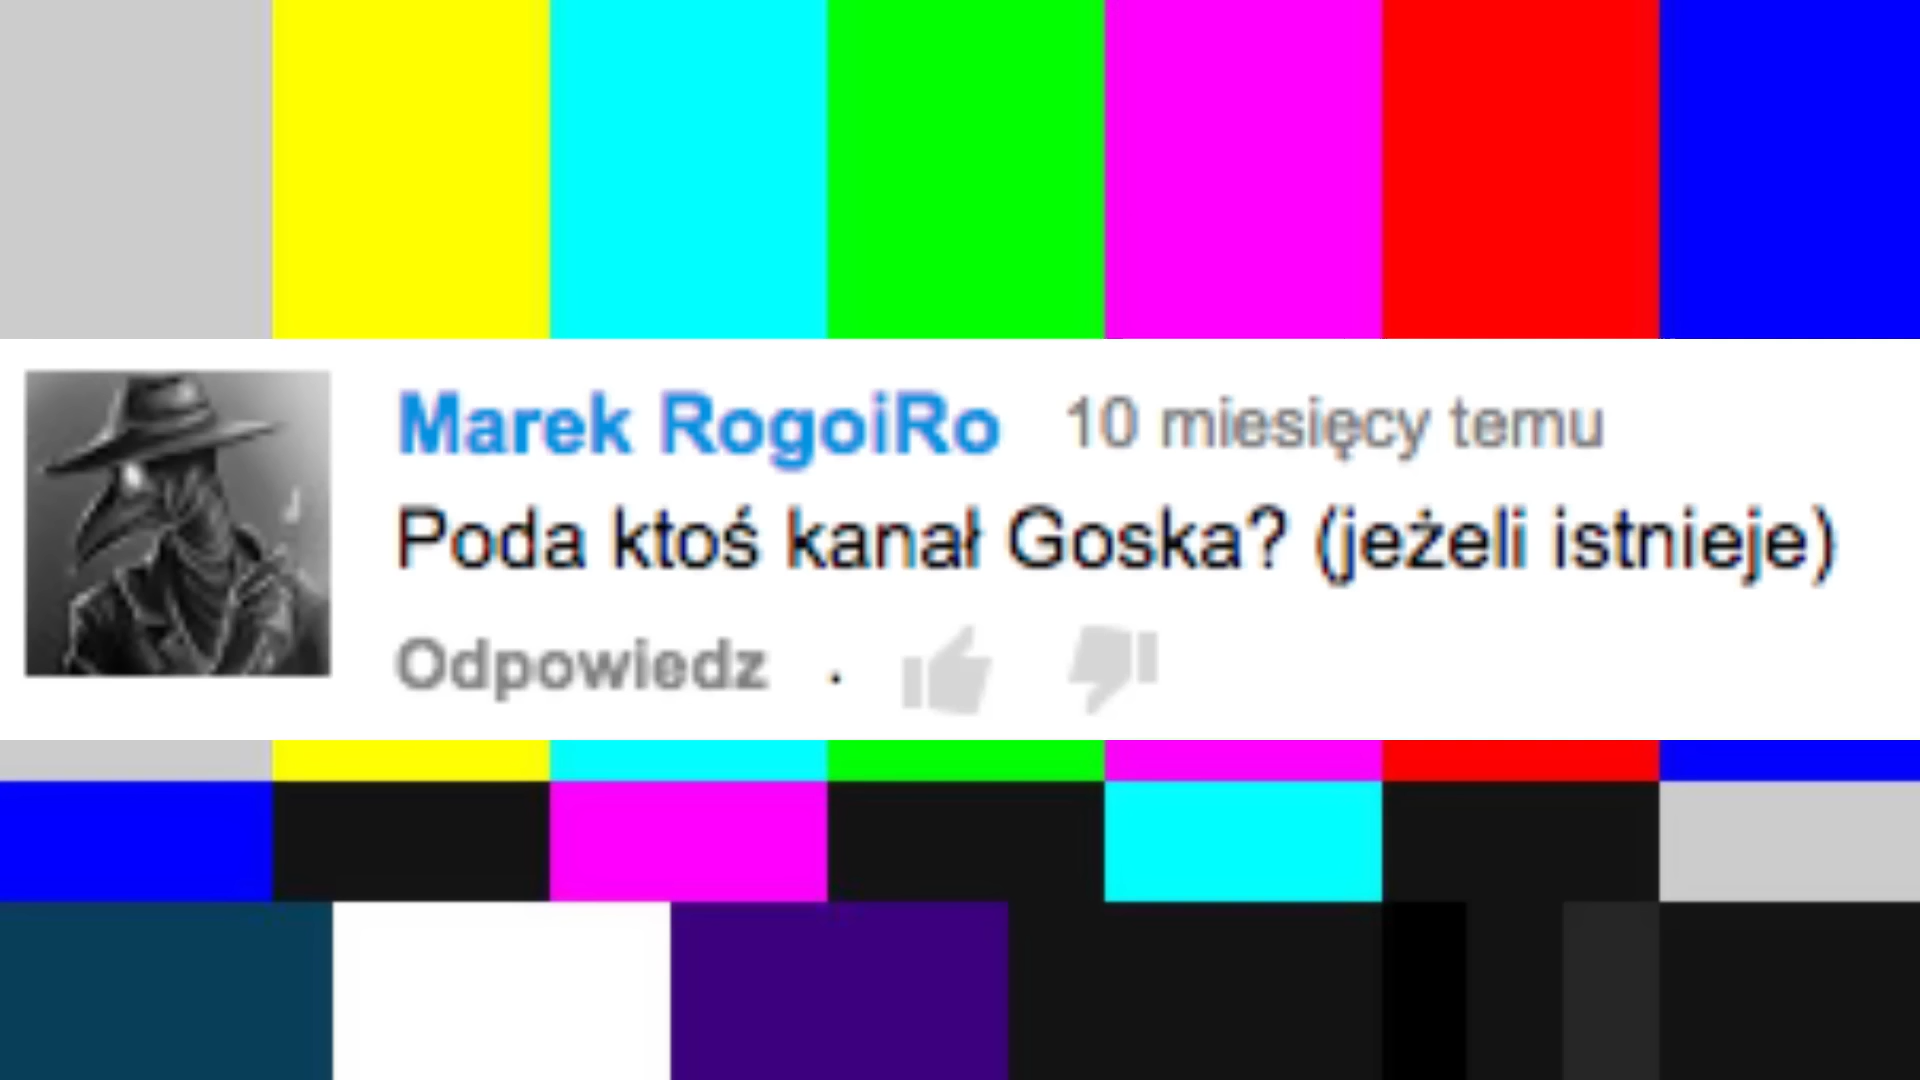 Marek RogoiRo 10 miesięcy temu
Poda ktoś kanał Goska? (jeżeli istnieje)
Odpowiedz .